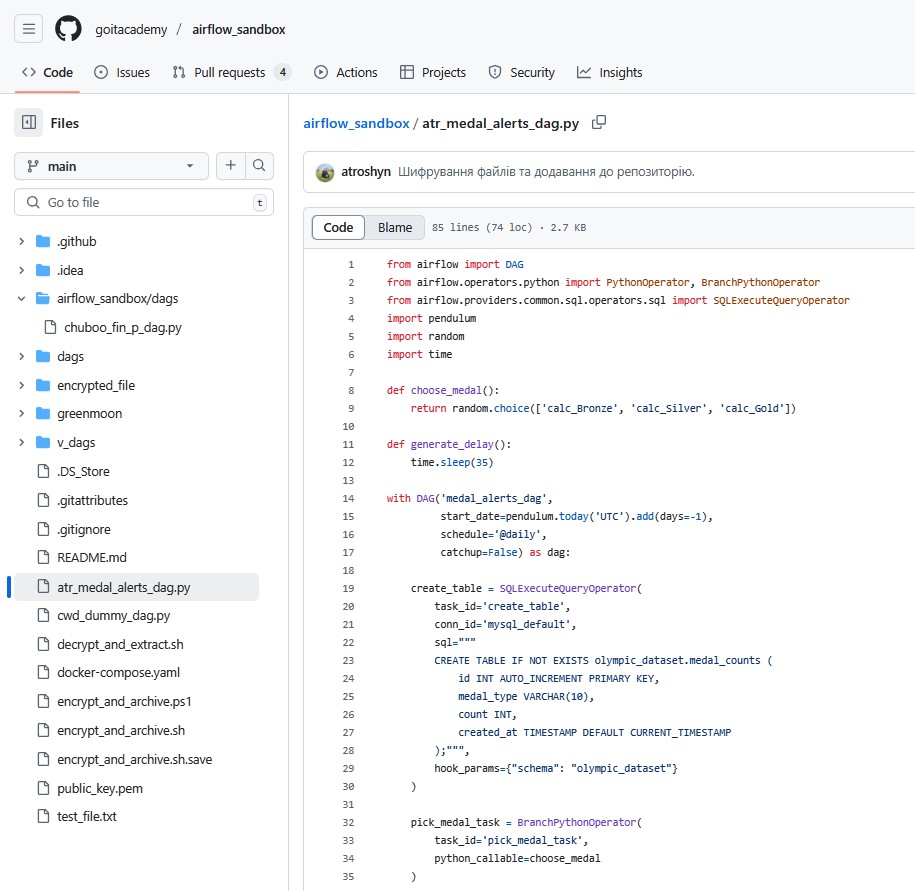 goitacademy / airflow_sandbox
Code Issues Pull requests 4 Actions Projects Security Insights
Files
main
Go to file t
.github
.idea
airflow_sandbox/dags
chuboo_fin_p_dag.py
dags
encrypted_file
greenmoon
v_dags
.DS_Store
.gitattributes
.gitignore
README.md
atr_medal_alerts_dag.py
cwd_dummy_dag.py
decrypt_and_extract.sh
docker-compose.yaml
encrypt_and_archive.ps1
encrypt_and_archive.sh
encrypt_and_archive.sh.save
public_key.pem
test_file.txt
airflow_sandbox / atr_medal_alerts_dag.py
atroshyn Шифрування файлів та додавання до репозиторію.
Code Blame 85 lines (74 loc) · 2.7 KB
1 from airflow import DAG
2 from airflow.operators.python import PythonOperator, BranchPythonOperator
3 from airflow.providers.common.sql.operators.sql import SQLExecuteQueryOperator
4 import pendulum
5 import random
6 import time
7
8 def choose_medal():
9     return random.choice(['calc_Bronze', 'calc_Silver', 'calc_Gold'])
10
11 def generate_delay():
12     time.sleep(35)
13
14 with DAG('medal_alerts_dag',
15          start_date=pendulum.today('UTC').add(days=-1),
16          schedule='@daily',
17          catchup=False) as dag:
18
19     create_table = SQLExecuteQueryOperator(
20         task_id='create_table',
21         conn_id='mysql_default',
22         sql="""
23         CREATE TABLE IF NOT EXISTS olympic_dataset.medal_counts (
24             id INT AUTO_INCREMENT PRIMARY KEY,
25             medal_type VARCHAR(10),
26             count INT,
27             created_at TIMESTAMP DEFAULT CURRENT_TIMESTAMP
28         );""",
29         hook_params={"schema": "olympic_dataset"}
30     )
31
32     pick_medal_task = BranchPythonOperator(
33         task_id='pick_medal_task',
34         python_callable=choose_medal
35     )